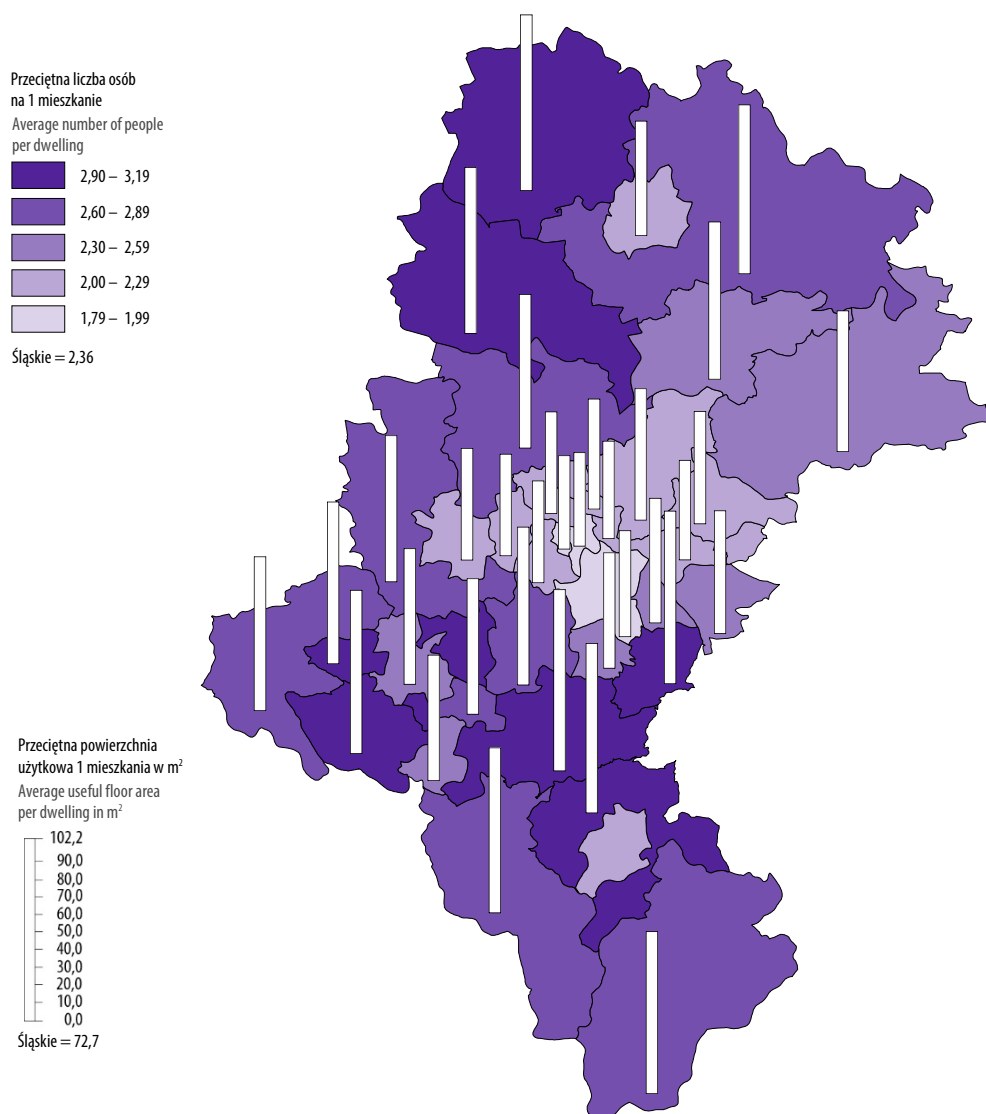 Przeciętna liczba osób
na 1 mieszkanie
Average number of people
per dwelling
2,90 – 3,19
2,60 – 2,89
2,30 – 2,59
2,00 – 2,29
1,79 – 1,99
Śląskie = 2,36
Przeciętna powierzchnia
użytkowa 1 mieszkania w m²
Average useful floor area
per dwelling in m²
102,2
90,0
80,0
70,0
60,0
50,0
40,0
30,0
20,0
10,0
0,0
Śląskie = 72,7